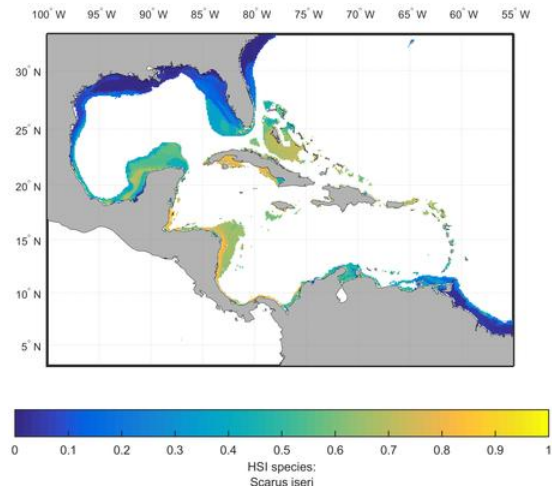 100° W 95° W 90° W 85° W 80° W 75° W 70° W 65° W 60° W 55° W
30° N
25° N
20° N
15° N
10° N
5° N
0 0.1 0.2 0.3 0.4 0.5 0.6 0.7 0.8 0.9 1
HSI species:
Scarus iseri